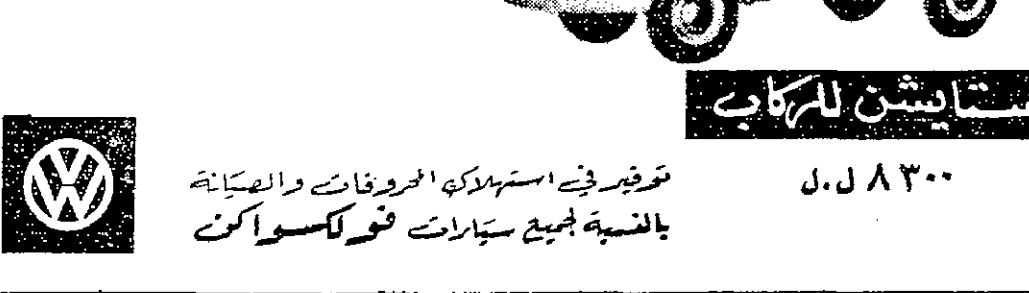 ستايشن للركاب
٨٣٠٠ ل.ل
توفير في استهلاك المحروقات والصيانة
بالنسبة لجميع سيارات فولكسواكن